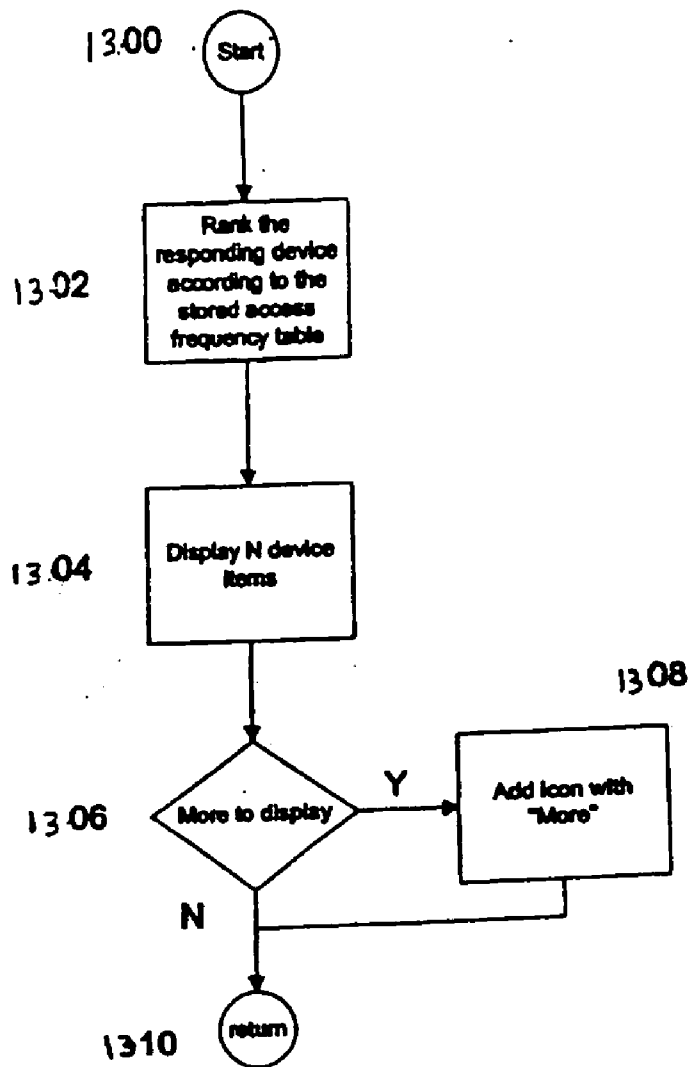 1300
Start
Rank the
responding device
according to the
stored access
frequency table
1302
Display N device
items
1304
1308
More to display
Y
Add icon with
"More"
1306
N
return
1310